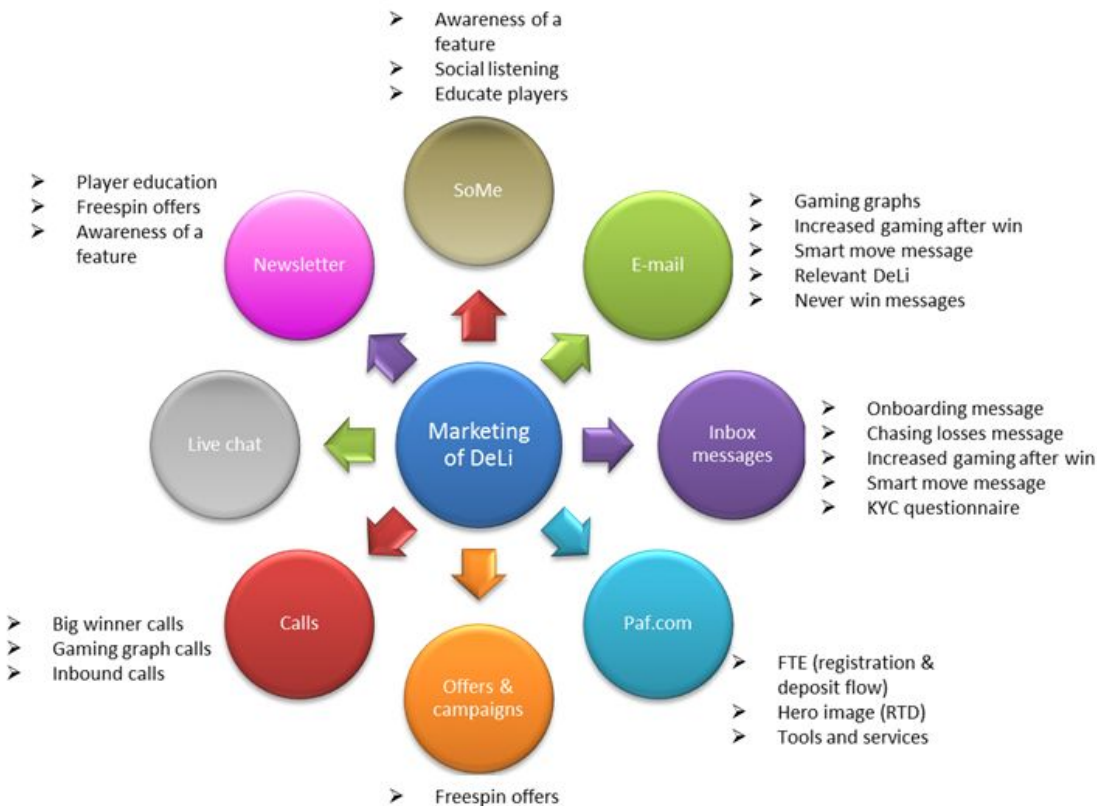 Awareness of a
feature
Social listening
Educate players
SoMe
Player education
Freespin offers
Awareness of a
feature
Newsletter
Gaming graphs
Increased gaming after win
Smart move message
Relevant DeLi
Never win messages
E-mail
Live chat
Marketing
of DeLi
Inbox
messages
Onboarding message
Chasing losses message
Increased gaming after win
Smart move message
KYC questionnaire
Calls
Big winner calls
Gaming graph calls
Inbound calls
Offers &
campaigns
Freespin offers
Paf.com
FTE (registration &
deposit flow)
Hero image (RTD)
Tools and services